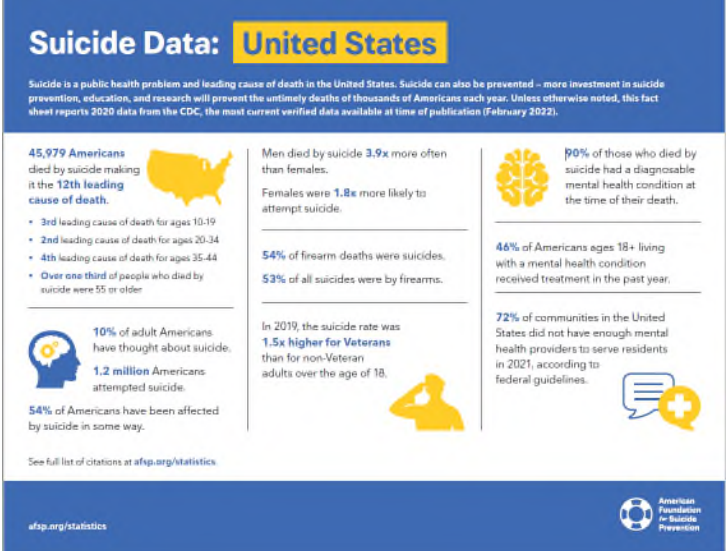 Suicide Data: United States
Suicide is a public health problem and leading cause of death in the United States. Suicide can also be prevented – more investment in suicide
prevention, education, and research will prevent the untimely deaths of thousands of Americans each year. Unless otherwise noted, this fact
sheet reports 2020 data from the CDC, the most current verified data available at time of publication (February 2022).
45,979 Americans
died by suicide making
it the 12th leading
cause of death.
• 3rd leading cause of death for ages 10-19
• 2nd leading cause of death for ages 20-34
• 4th leading cause of death for ages 35-44
• Over one third of people who died by
suicide were 55 or older
10% of adult Americans
have thought about suicide.
1.2 million Americans
attempted suicide.
54% of Americans have been affected
by suicide in some way.
Men died by suicide 3.9x more often
than females.
Females were 1.8x more likely to
attempt suicide.
54% of firearm deaths were suicides.
53% of all suicides were by firearms.
In 2019, the suicide rate was
1.5x higher for Veterans
than for non-Veteran
adults over the age of 18.
90% of those who died by
suicide had a diagnosable
mental health condition at
the time of their death.
46% of Americans ages 18+ living
with a mental health condition
received treatment in the past year.
72% of communities in the United
States did not have enough mental
health providers to serve residents
in 2021, according to
federal guidelines.
See full list of citations at afsp.org/statistics.
afsp.org/statistics
American
Foundation
for Suicide
Prevention